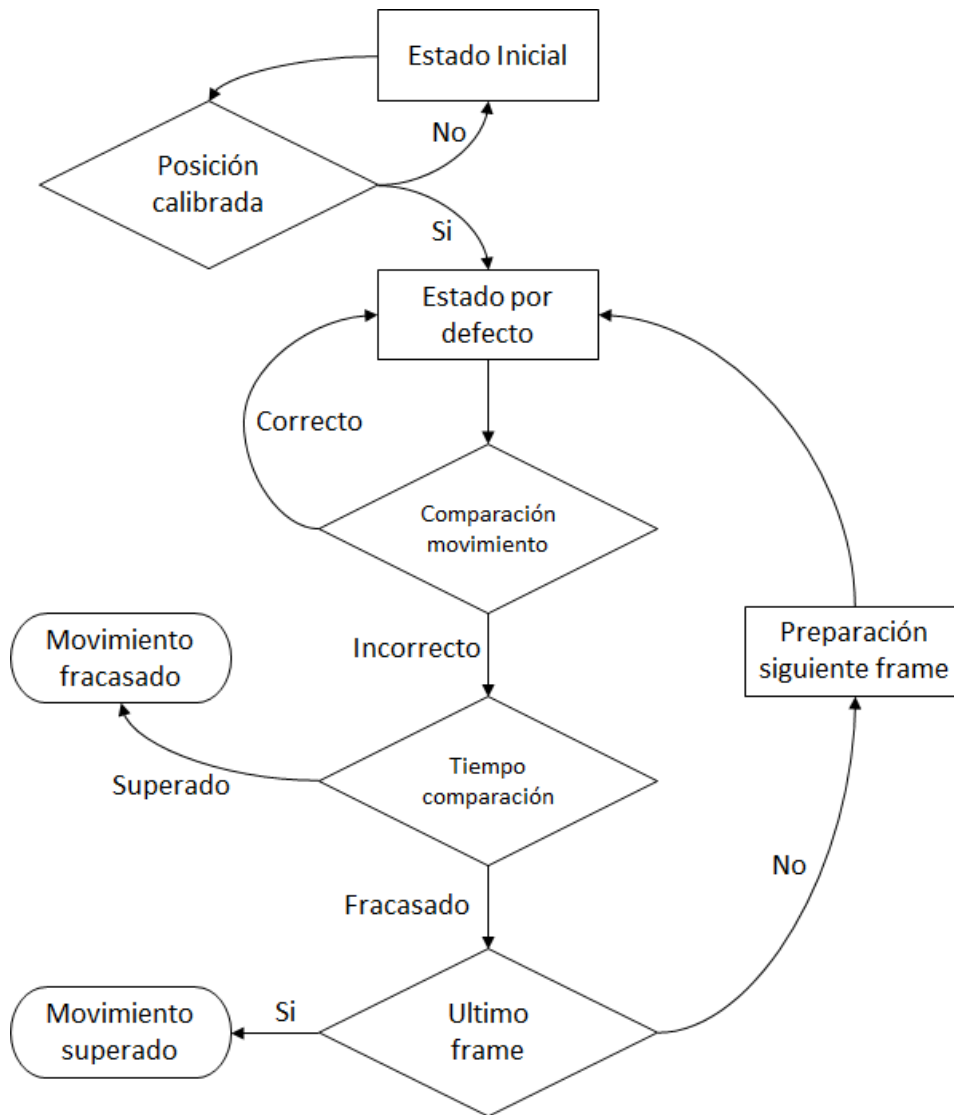 Estado Inicial
No
Posición
calibrada
Si
Estado por
defecto
Correcto
Comparación
movimiento
Incorrecto
Movimiento
fracasado
Preparación
siguiente frame
Tiempo
comparación
Superado
No
Fracasado
Movimiento
superado
Si
Ultimo
frame